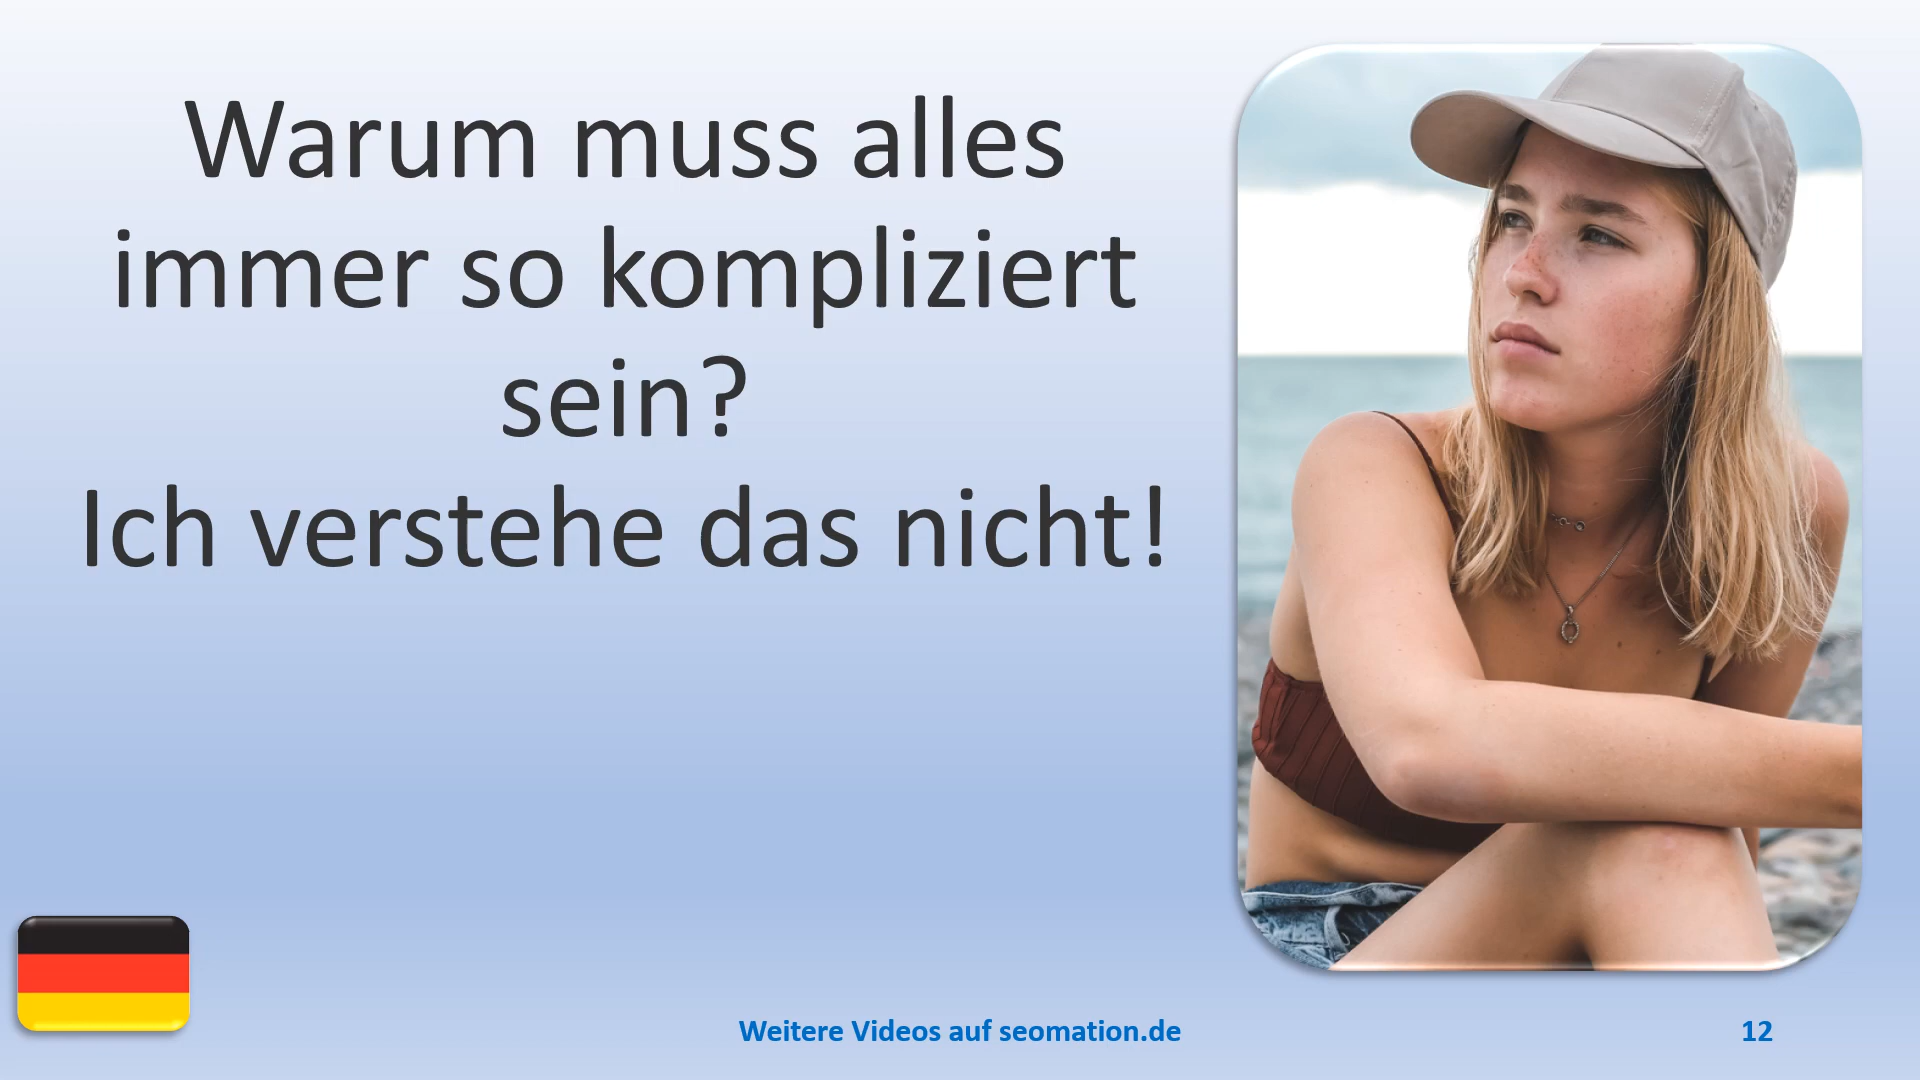 Warum muss alles
immer so kompliziert
sein?
Ich verstehe das nicht!
Weitere Videos auf seomation.de
12